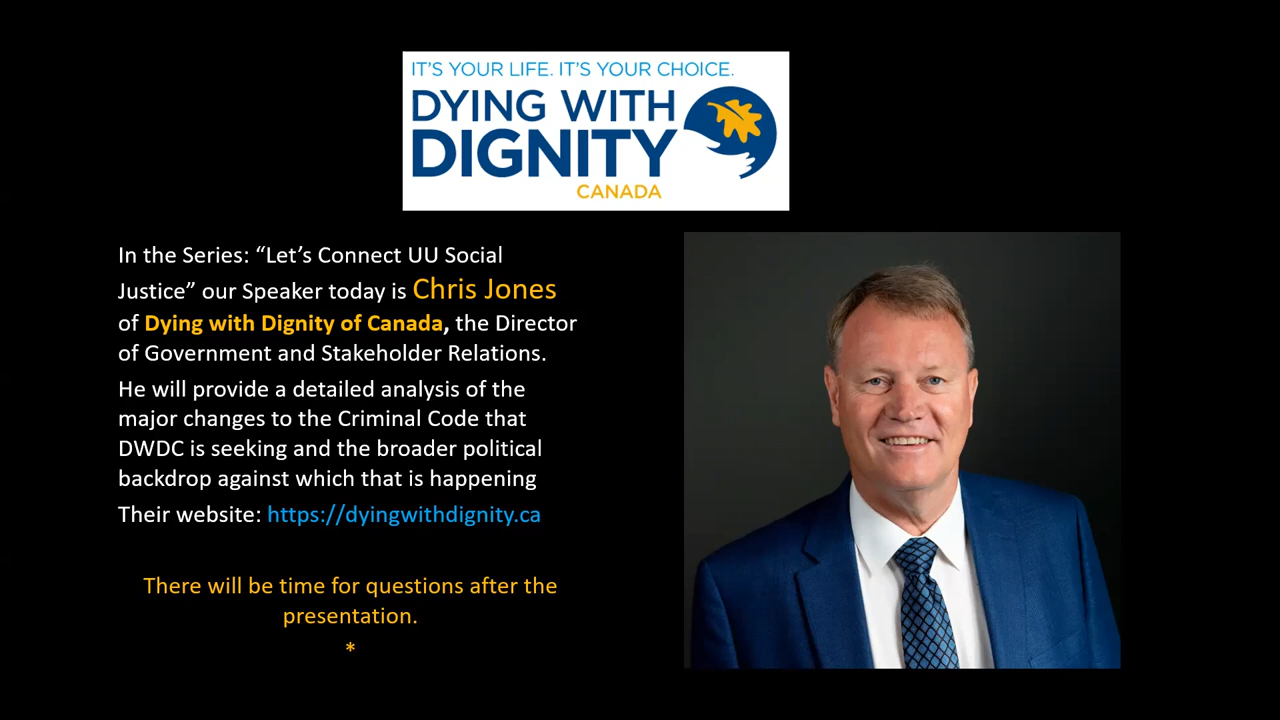 IT'S YOUR LIFE. IT'S YOUR CHOICE.
DYING WITH
DIGNITY
CANADA
In the Series: “Let’s Connect UU Social
Justice” our Speaker today is Chris Jones
of Dying with Dignity of Canada, the Director
of Government and Stakeholder Relations.
He will provide a detailed analysis of the
major changes to the Criminal Code that
DWDC is seeking and the broader political
backdrop against which that is happening
Their website: https://dyingwithdignity.ca
There will be time for questions after the
presentation.
*